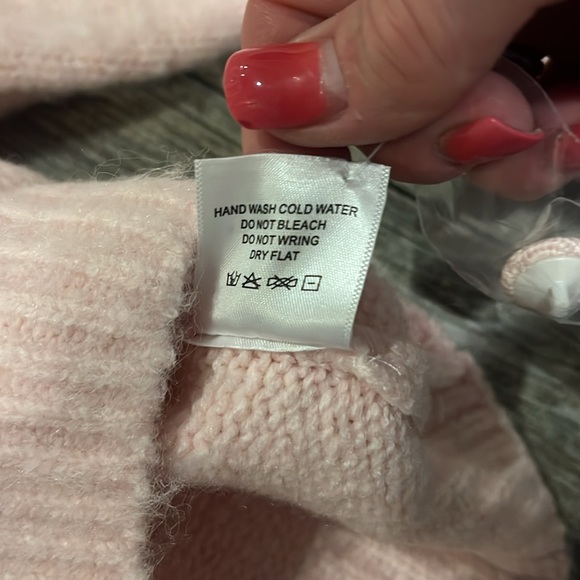 HAND WASH COLD WATER
DO NOT BLEACH
DO NOT WRING
DRY FLAT